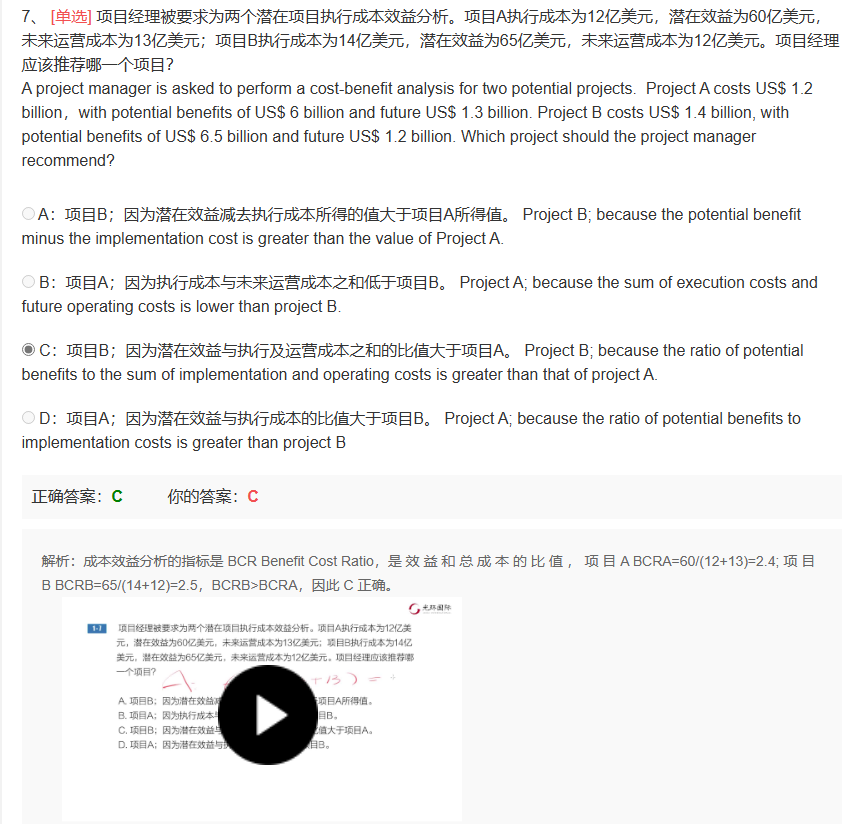 7、 [单选] 项目经理被要求为两个潜在项目执行成本效益分析。项目A执行成本为12亿美元，潜在效益为60亿美元，
未来运营成本为13亿美元；项目B执行成本为14亿美元，潜在效益为65亿美元，未来运营成本为12亿美元。项目经理
应该推荐哪一个项目？
A project manager is asked to perform a cost-benefit analysis for two potential projects. Project A costs US$ 1.2
billion，with potential benefits of US$ 6 billion and future US$ 1.3 billion. Project B costs US$ 1.4 billion, with
potential benefits of US$ 6.5 billion and future US$ 1.2 billion. Which project should the project manager
recommend?
A：项目B；因为潜在效益减去执行成本所得的值大于项目A所得值。 Project B; because the potential benefit
minus the implementation cost is greater than the value of Project A.
B：项目A；因为执行成本与未来运营成本之和低于项目B。 Project A; because the sum of execution costs and
future operating costs is lower than project B.
C：项目B；因为潜在效益与执行及运营成本之和的比值大于项目A。 Project B; because the ratio of potential
benefits to the sum of implementation and operating costs is greater than that of project A.
D：项目A；因为潜在效益与执行成本的比值大于项目B。 Project A; because the ratio of potential benefits to
implementation costs is greater than project B
正确答案：C 你的答案：C
解析：成本效益分析的指标是 BCR Benefit Cost Ratio，是 效 益 和 总 成 本 的 比 值 ， 项 目 A BCRA=60/(12+13)=2.4; 项 目
B BCRB=65/(14+12)=2.5，BCRB>BCRA，因此 C 正确。
光环国际
1-7 项目经理被要求为两个潜在项目执行成本效益分析。项目A执行成本为12亿美
元，潜在效益为60亿美元，未来运营成本为13亿美元；项目B执行成本为14亿
美元，潜在效益为65亿美元，未来运营成本为12亿美元。项目经理应该推荐哪
一个项目？
A +13) =
A. 项目B；因为潜在效益减 项目A所得值。
B. 项目A；因为执行成本与 目B。
C. 项目B；因为潜在效益与 值大于项目A。
D. 项目A；因为潜在效益与 目B。